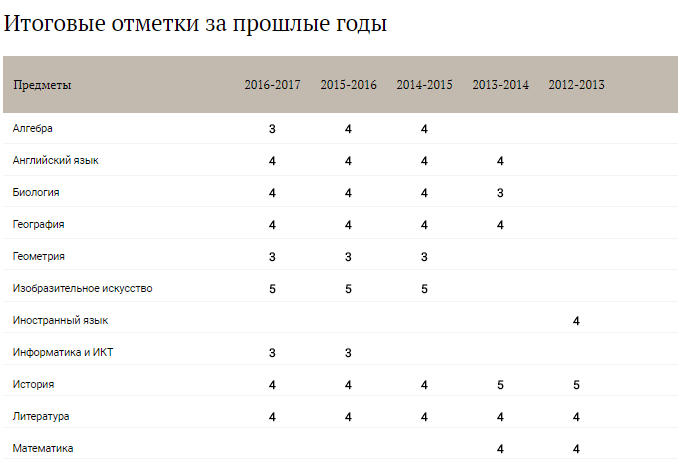 Итоговые отметки за прошлые годы
Предметы 2016-2017 2015-2016 2014-2015 2013-2014 2012-2013
Алгебра 3 4 4
Английский язык 4 4 4 4
Биология 4 4 4 3
География 4 4 4 4
Геометрия 3 3 3
Изобразительное искусство 5 5 5
Иностранный язык 4
Информатика и ИКТ 3 3
История 4 4 4 5 5
Литература 4 4 4 4 4
Математика 4 4